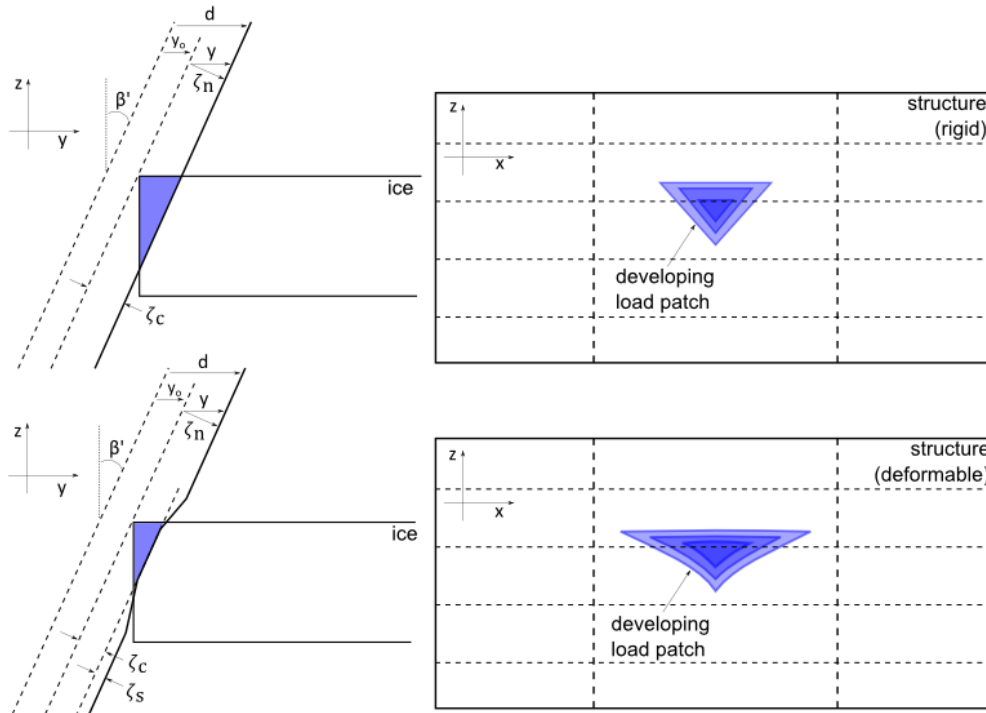 d
y₀
y
ζn
z
β'
y
ice
ζc
structure
(rigid)
z
x
developing
load patch
d
y₀
y
ζn
z
β'
y
ice
ζc
ζs
structure
(deformable)
z
x
developing
load patch